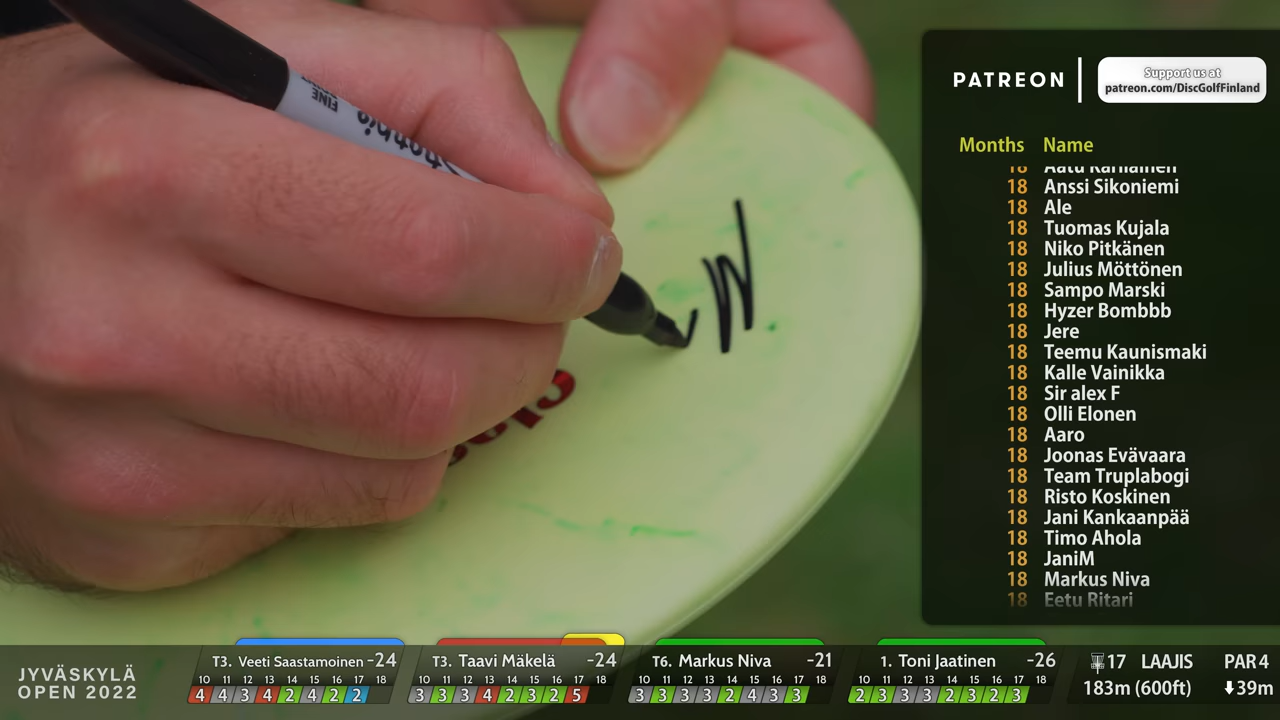 FINE
Sharpie
W
PATREON
Support us at
patreon.com/DiscGolfFinland
Months Name
18 Anssi Sikoniemi
18 Ale
18 Tuomas Kujala
18 Niko Pitkänen
18 Julius Möttönen
18 Sampo Marski
18 Hyzer Bombbb
18 Jere
18 Teemu Kaunismaki
18 Kalle Vainikka
18 Sir alex F
18 Olli Elonen
18 Aaro
18 Joonas Evävaara
18 Team Truplabogi
18 Risto Koskinen
18 Jani Kankaanpää
18 Timo Ahola
18 JaniM
18 Markus Niva
18 Eetu Ritari
JYVÄSKYLÄ
OPEN 2022
T3. Veeti Saastamoinen -24
10 11 12 13 14 15 16 17 18
4 4 3 4 2 4 2 2
T3. Taavi Mäkelä -24
10 11 12 13 14 15 16 17 18
3 3 3 4 2 3 2 5
T6. Markus Niva -21
10 11 12 13 14 15 16 17 18
3 3 3 3 2 4 3 3
1. Toni Jaatinen -26
10 11 12 13 14 15 16 17 18
2 3 3 3 2 3 2 3
17 LAAJIS PAR 4
183m (600ft) 39m